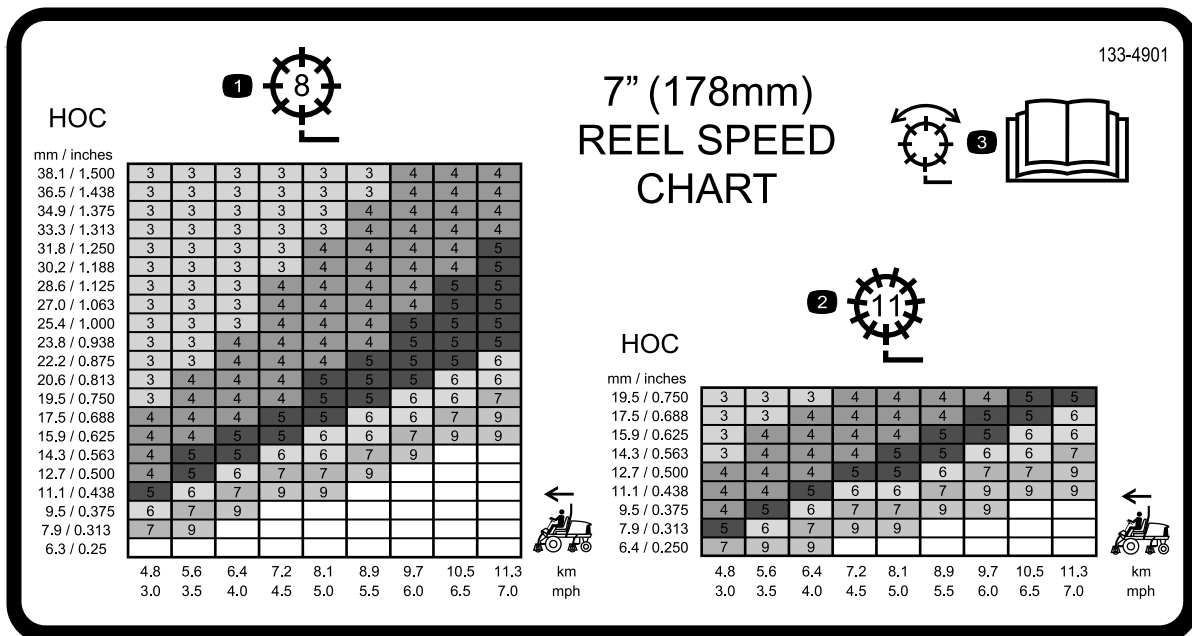 133-4901
7” (178mm)
REEL SPEED
CHART
3
1
8
HOC
mm / inches
38.1 / 1.500 3 3 3 3 3 3 4 4 4
36.5 / 1.438 3 3 3 3 3 3 4 4 4
34.9 / 1.375 3 3 3 3 3 4 4 4 4
33.3 / 1.313 3 3 3 3 3 4 4 4 4
31.8 / 1.250 3 3 3 3 4 4 4 4 5
30.2 / 1.188 3 3 3 3 4 4 4 4 5
28.6 / 1.125 3 3 3 4 4 4 4 5 5
27.0 / 1.063 3 3 3 4 4 4 4 5 5
25.4 / 1.000 3 3 3 4 4 4 5 5 5
23.8 / 0.938 3 3 4 4 4 4 5 5 5
22.2 / 0.875 3 3 4 4 4 5 5 5 6
20.6 / 0.813 3 4 4 4 5 5 5 6 6
19.5 / 0.750 3 4 4 4 5 5 6 6 7
17.5 / 0.688 4 4 4 5 5 6 6 7 9
15.9 / 0.625 4 4 5 5 6 6 7 9 9
14.3 / 0.563 4 5 5 6 6 7 9
12.7 / 0.500 4 5 6 7 7 9
11.1 / 0.438 5 6 7 9 9
9.5 / 0.375 6 7 9
7.9 / 0.313 7 9
6.3 / 0.25
4.8 5.6 6.4 7.2 8.1 8.9 9.7 10.5 11.3 km
3.0 3.5 4.0 4.5 5.0 5.5 6.0 6.5 7.0 mph
2
11
HOC
mm / inches
19.5 / 0.750 3 3 3 4 4 4 4 5 5
17.5 / 0.688 3 3 4 4 4 4 5 5 6
15.9 / 0.625 3 4 4 4 4 5 5 6 6
14.3 / 0.563 3 4 4 4 5 5 6 6 7
12.7 / 0.500 4 4 4 5 5 6 7 7 9
11.1 / 0.438 4 4 5 6 6 7 9 9 9
9.5 / 0.375 4 5 6 7 7 9 9
7.9 / 0.313 5 6 7 9 9
6.4 / 0.250 7 9 9
4.8 5.6 6.4 7.2 8.1 8.9 9.7 10.5 11.3 km
3.0 3.5 4.0 4.5 5.0 5.5 6.0 6.5 7.0 mph